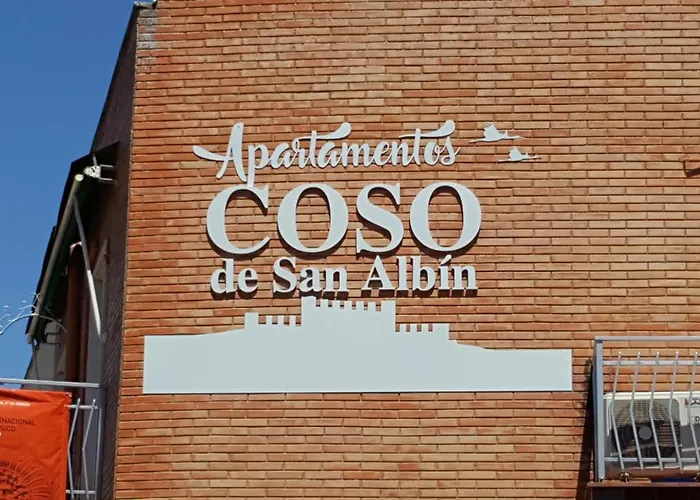 Apartamentos
COSO
de San Albín